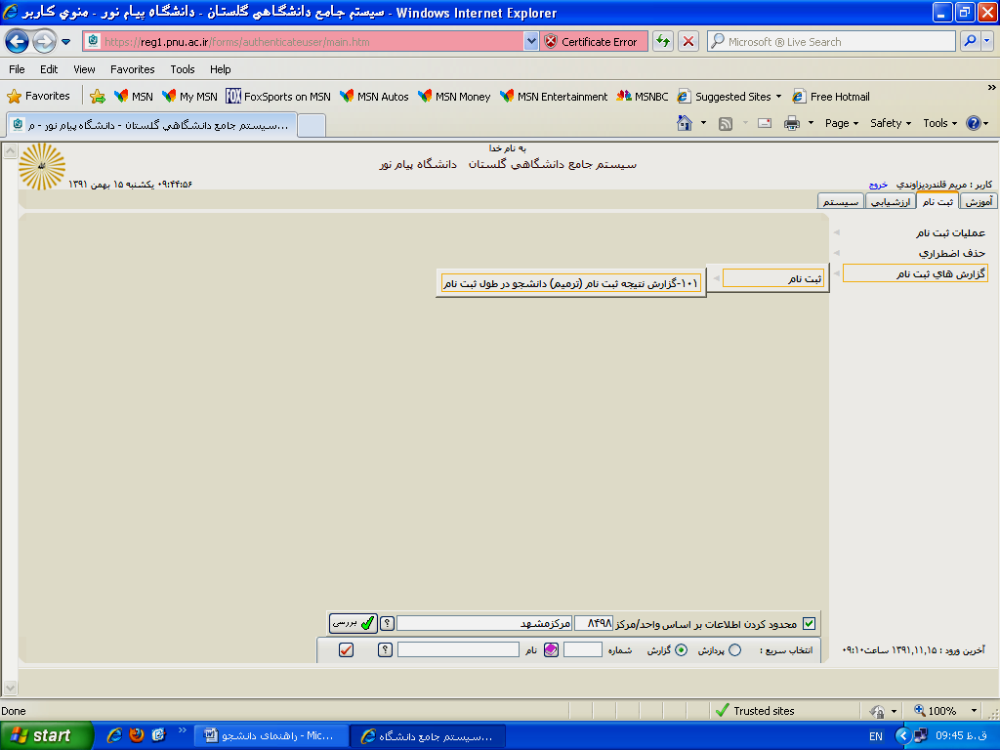 سيستم جامع دانشگاهي گلستان - دانشگاه پيام نور - منوي كاربر - Windows Internet Explorer
https://reg1.pnu.ac.ir/forms/authenticateuser/main.htm Certificate Error Microsoft ® Live Search
File Edit View Favorites Tools Help
Favorites MSN My MSN FoxSports on MSN MSN Autos MSN Money MSN Entertainment MSNBC Suggested Sites Free Hotmail
سيستم جامع دانشگاهي گلستان - دانشگاه پيام نور - م... Page Safety Tools
به نام خدا
سيستم جامع دانشگاهي گلستان دانشگاه پيام نور
كاربر : مريم قلندرديزاوندي خروج
۰۹:۴۴:۵۶ يكشنبه ۱۵ بهمن ۱۳۹۱
آموزش ثبت نام ارزشيابي سيستم
عمليات ثبت نام
حذف اضطراري
گزارش هاي ثبت نام
ثبت نام
۱۰۱-گزارش نتيجه ثبت نام (ترميم) دانشجو در طول ثبت نام
محدود كردن اطلاعات بر اساس واحد/مركز ۸۴۹۸ مركزمشهد ؟ بررسی
انتخاب سريع : پردازش گزارش شماره نام ؟
آخرين ورود : ۱۳۹۱,۱۱,۱۵ ساعت۰۹:۱۰
Done Trusted sites 100%
start راهنمای دانشجو - Mic... سيستم جامع دانشگاه... EN 09:45 ق.ظ